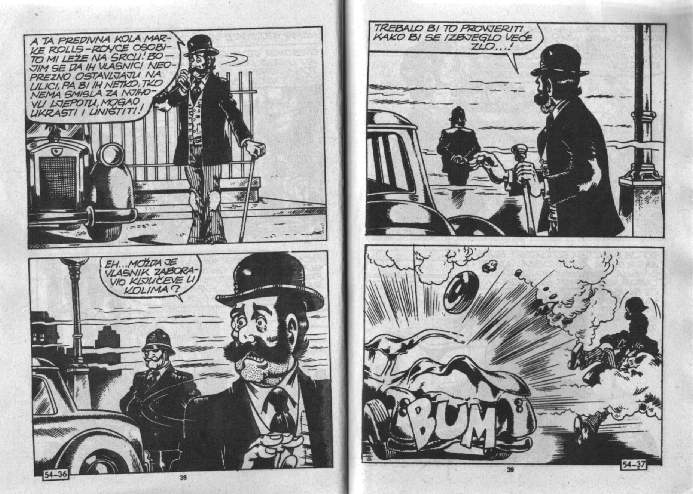 A TA PREDIVNA KOLA MAR-
KE ROLLS-ROYCE OSOBI-
TO MI LEŽE NA SRCU! BO-
JIM SE DA IH VLASNICI NEO-
PREZNO OSTAVLJAJU NA
ULICI, PA BI IH NETKO, TKO
NEMA SMISLA ZA NJIHO-
VU LJEPOTU, MOGAO
UKRASTI I UNIŠTITI!
EH...MOŽDA JE
VLASNIK ZABORA-
VIO KLJUČEVE U
KOLIMA?
54-36
38
TREBALO BI TO PROVJERITI,
KAKO BI SE IZBJEGLO VEĆE
ZLO...!
BUM
39
54-37